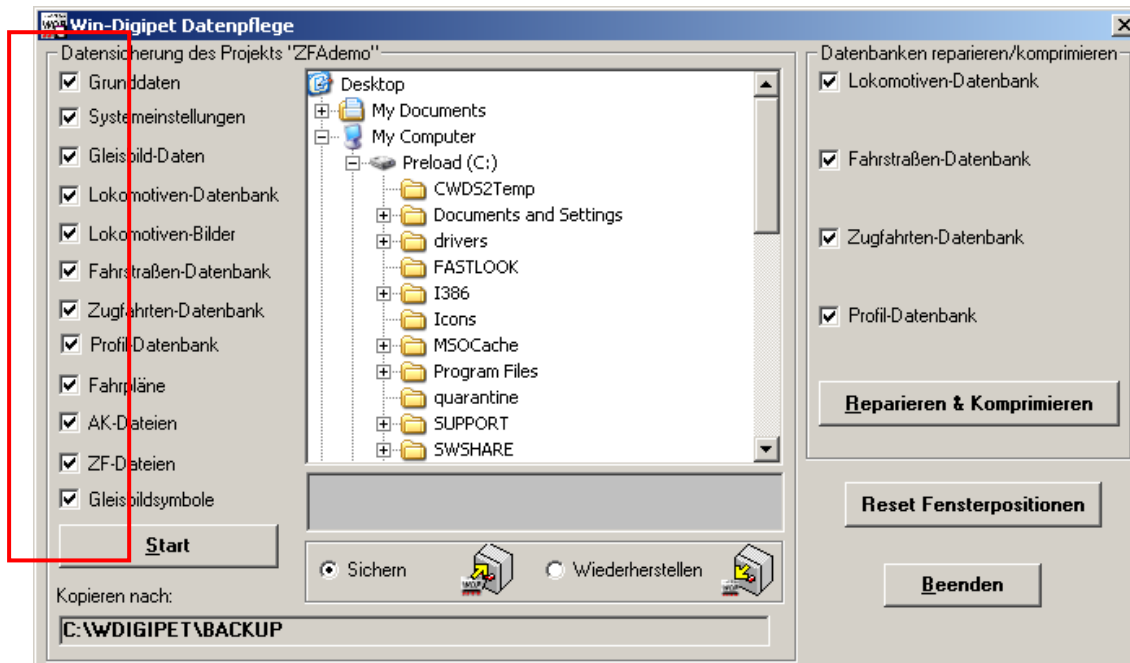 Win-Digipet Datenpflege
Datensicherung des Projekts "ZFAdemo"
Grunddaten
Systemeinstellungen
Gleisbild-Daten
Lokomotiven-Datenbank
Lokomotiven-Bilder
Fahrstraßen-Datenbank
Zugfahrten-Datenbank
Profil-Datenbank
Fahrpläne
AK-Dateien
ZF-Dateien
Gleisbildsymbole
Start
Kopieren nach:
C:\WDIGIPET\BACKUP
Desktop
My Documents
My Computer
Preload (C:)
CWDS2Temp
Documents and Settings
drivers
FASTLOOK
I386
Icons
MSOCache
Program Files
quarantine
SUPPORT
SWSHARE
Sichern
Wiederherstellen
Datenbanken reparieren/komprimieren
Lokomotiven-Datenbank
Fahrstraßen-Datenbank
Zugfahrten-Datenbank
Profil-Datenbank
Reparieren & Komprimieren
Reset Fensterpositionen
Beenden